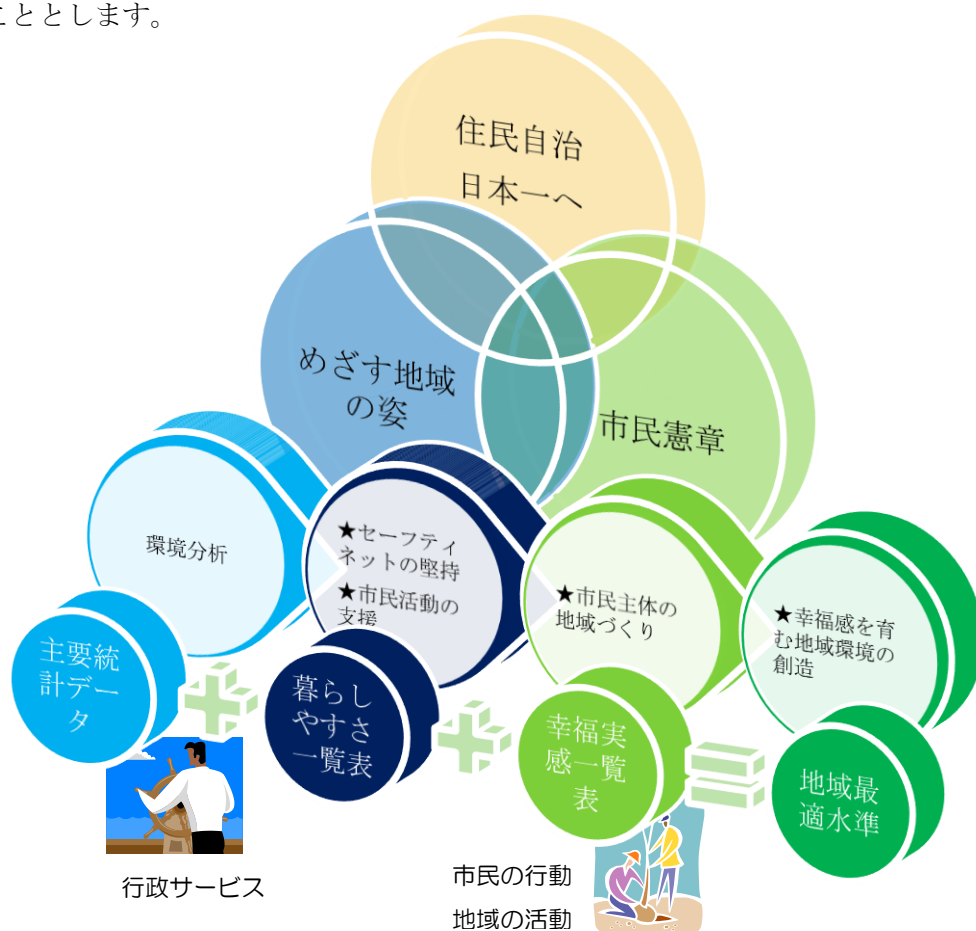 こととします。
住民自治
日本一へ
めざす地域
の姿
市民憲章
環境分析
★セーフティ
ネットの堅持
★市民活動の
支援
★市民主体の
地域づくり
★幸福感を育
む地域環境の
創造
主要統
計デー
タ
暮らし
やすさ
一覧表
幸福実
感一覧
表
地域最
適水準
行政サービス
市民の行動
地域の活動